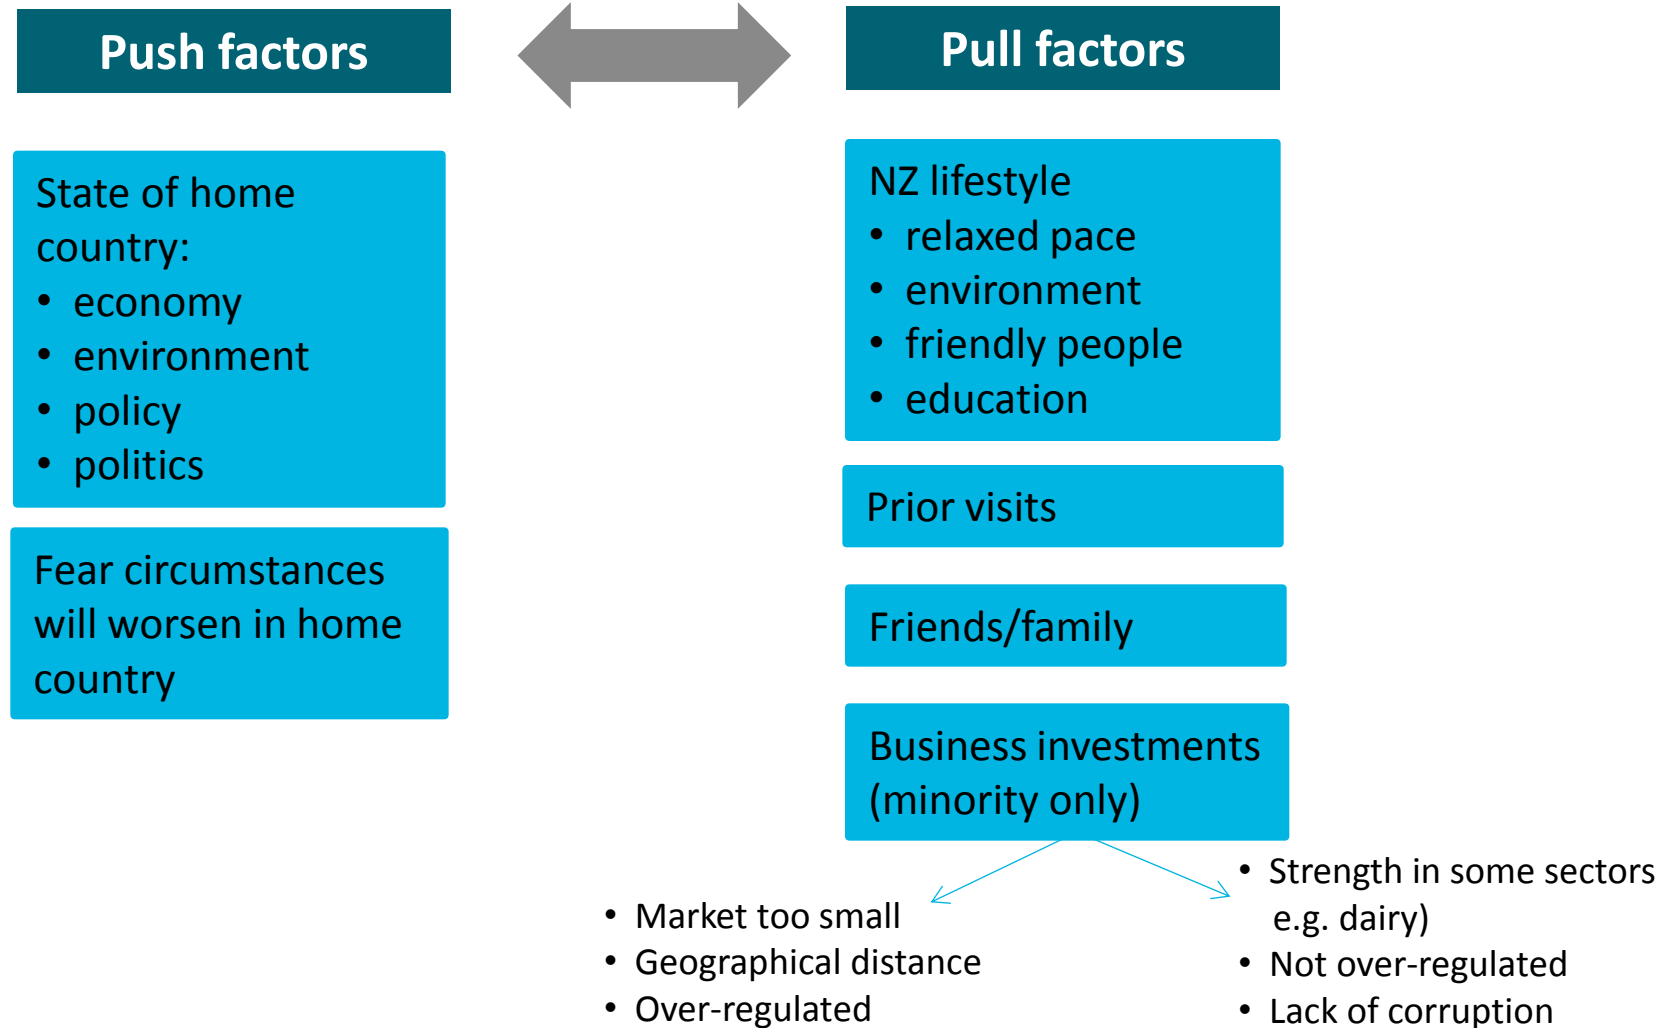 Push factors
Pull factors
State of home
country:
• economy
• environment
• policy
• politics
Fear circumstances
will worsen in home
country
NZ lifestyle
• relaxed pace
• environment
• friendly people
• education
Prior visits
Friends/family
Business investments
(minority only)
• Market too small
• Geographical distance
• Over-regulated
• Strength in some sectors
e.g. dairy)
• Not over-regulated
• Lack of corruption